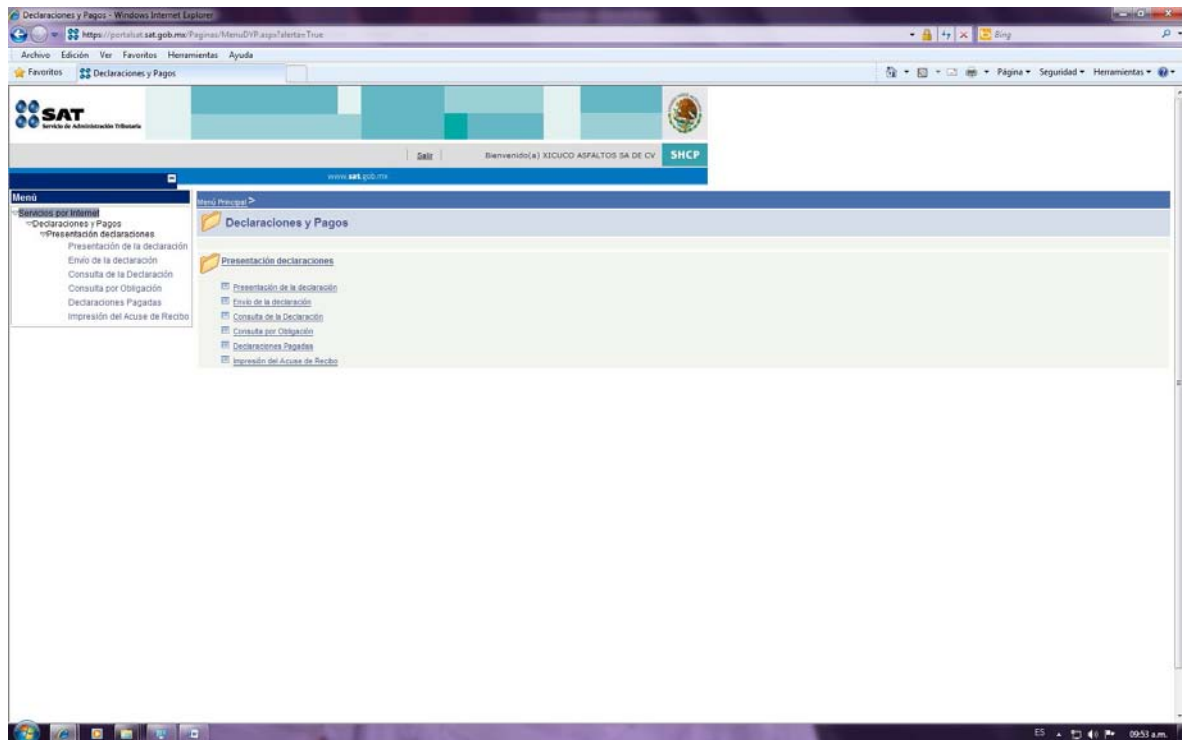 Declaraciones y Pagos - Windows Internet Explorer
https://portalsat.sat.gob.mx/Paginas/MenuDYP.aspx?alerta=True
Bing
Archivo Edición Ver Favoritos Herramientas Ayuda
Favoritos Declaraciones y Pagos
Página Seguridad Herramientas
SAT
Servicio de Administración Tributaria
Salir Bienvenido(a) XICUCO ASFALTOS SA DE CV SHCP
www.sat.gob.mx
Menú
Servicios por Internet
Declaraciones y Pagos
Presentación declaraciones
Presentación de la declaración
Envío de la declaración
Consulta de la Declaración
Consulta por Obligación
Declaraciones Pagadas
Impresión del Acuse de Recibo
Menú Principal >
Declaraciones y Pagos
Presentación declaraciones
Presentación de la declaración
Envío de la declaración
Consulta de la Declaración
Consulta por Obligación
Declaraciones Pagadas
Impresión del Acuse de Recibo
ES 09:53 a.m.